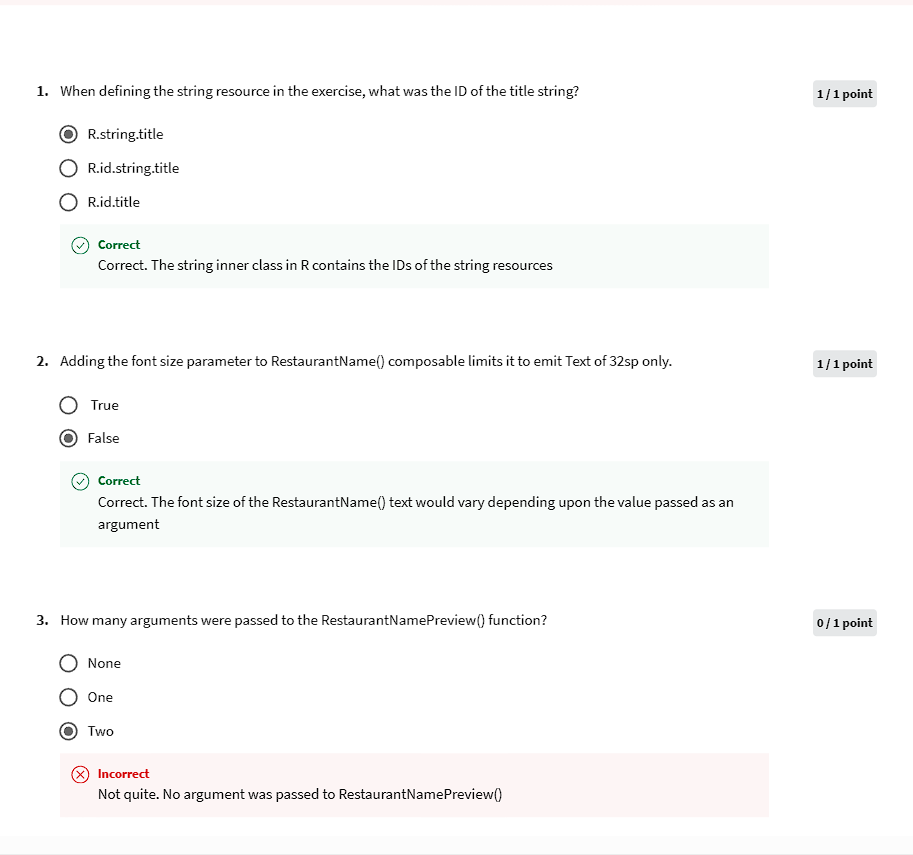 1. When defining the string resource in the exercise, what was the ID of the title string?
1 / 1 point
R.string.title
R.id.string.title
R.id.title
Correct
Correct. The string inner class in R contains the IDs of the string resources
2. Adding the font size parameter to RestaurantName() composable limits it to emit Text of 32sp only.
1 / 1 point
True
False
Correct
Correct. The font size of the RestaurantName() text would vary depending upon the value passed as an
argument
3. How many arguments were passed to the RestaurantNamePreview() function?
0 / 1 point
None
One
Two
Incorrect
Not quite. No argument was passed to RestaurantNamePreview()